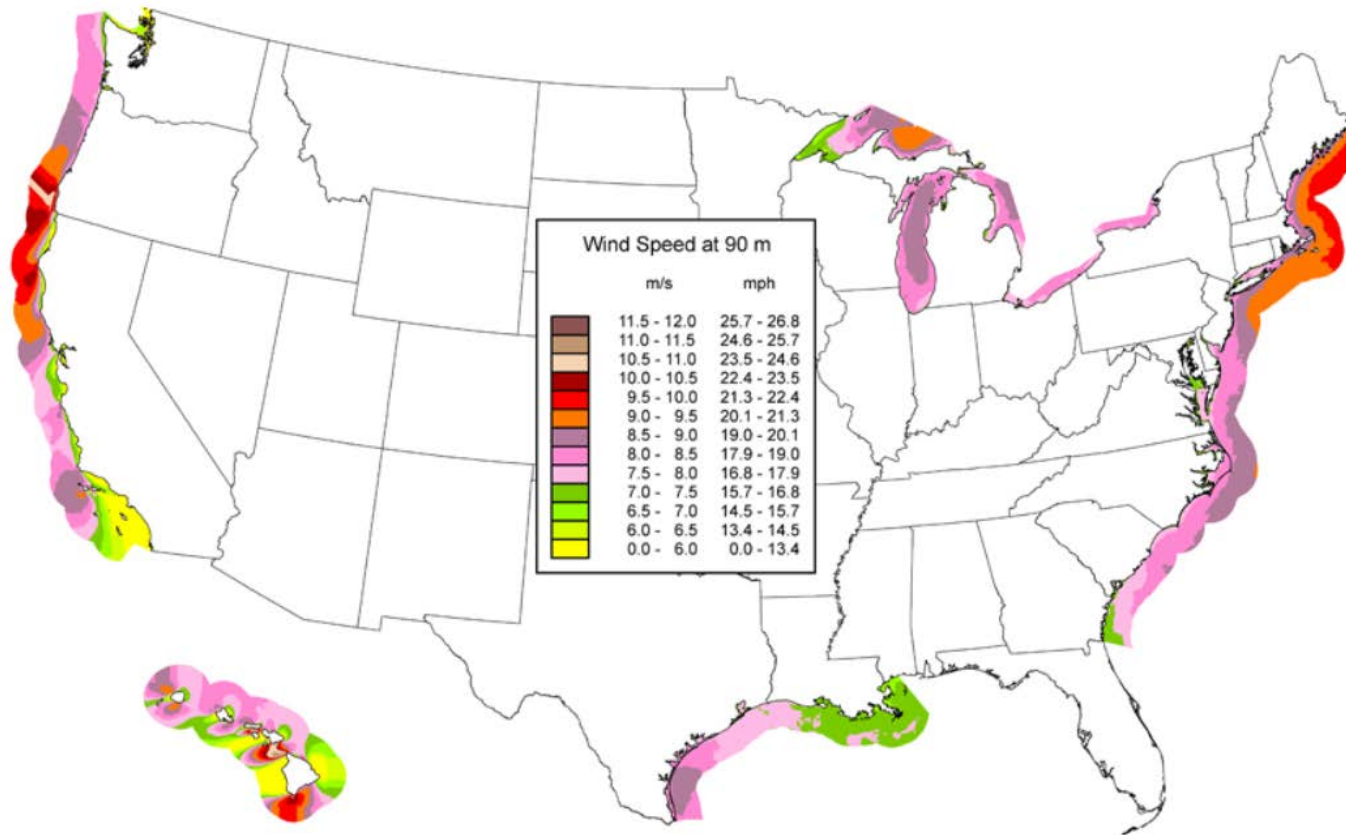 Wind Speed at 90 m
m/s mph
11.5 - 12.0 25.7 - 26.8
11.0 - 11.5 24.6 - 25.7
10.5 - 11.0 23.5 - 24.6
10.0 - 10.5 22.4 - 23.5
9.5 - 10.0 21.3 - 22.4
9.0 - 9.5 20.1 - 21.3
8.5 - 9.0 19.0 - 20.1
8.0 - 8.5 17.9 - 19.0
7.5 - 8.0 16.8 - 17.9
7.0 - 7.5 15.7 - 16.8
6.5 - 7.0 14.5 - 15.7
6.0 - 6.5 13.4 - 14.5
0.0 - 6.0 0.0 - 13.4